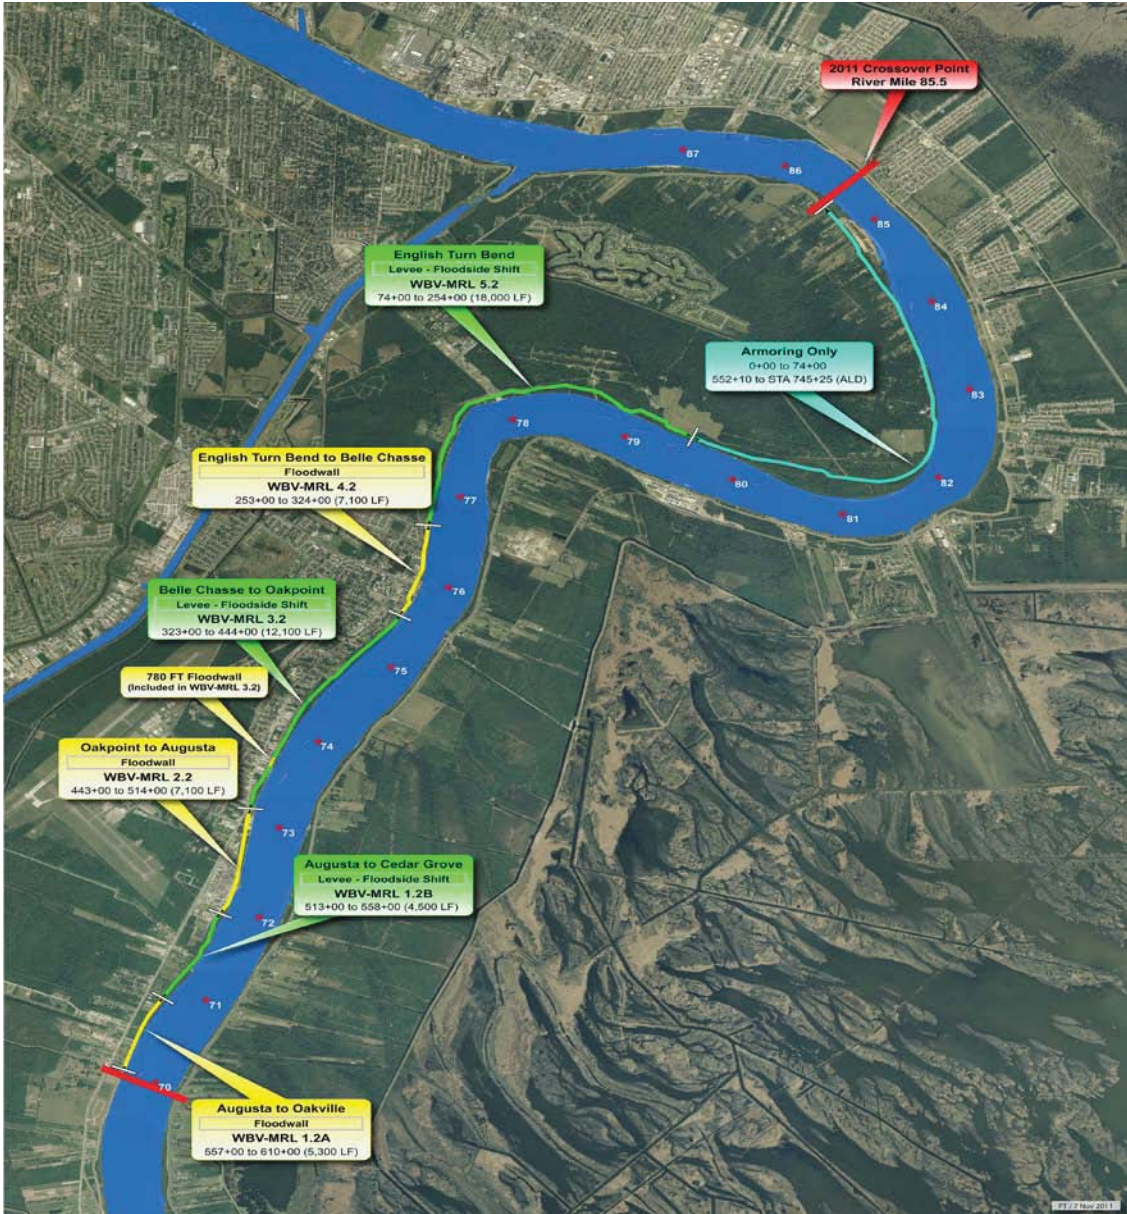 2011 Crossover Point
River Mile 85.5
87
86
85
English Turn Bend
Levee - Floodside Shift
WBV-MRL 5.2
74+00 to 254+00 (18,000 LF)
84
Armoring Only
0+00 to 74+00
552+10 to STA 745+25 (ALD)
83
78
79
English Turn Bend to Belle Chasse
Floodwall
WBV-MRL 4.2
253+00 to 324+00 (7,100 LF)
80
82
77
81
76
Belle Chasse to Oakpoint
Levee - Floodside Shift
WBV-MRL 3.2
323+00 to 444+00 (12,100 LF)
75
780 FT Floodwall
(Included in WBV-MRL 3.2)
74
Oakpoint to Augusta
Floodwall
WBV-MRL 2.2
443+00 to 514+00 (7,100 LF)
73
Augusta to Cedar Grove
Levee - Floodside Shift
WBV-MRL 1.2B
513+00 to 558+00 (4,500 LF)
72
71
70
Augusta to Oakville
Floodwall
WBV-MRL 1.2A
557+00 to 610+00 (5,300 LF)
FT / 7 Nov 2011